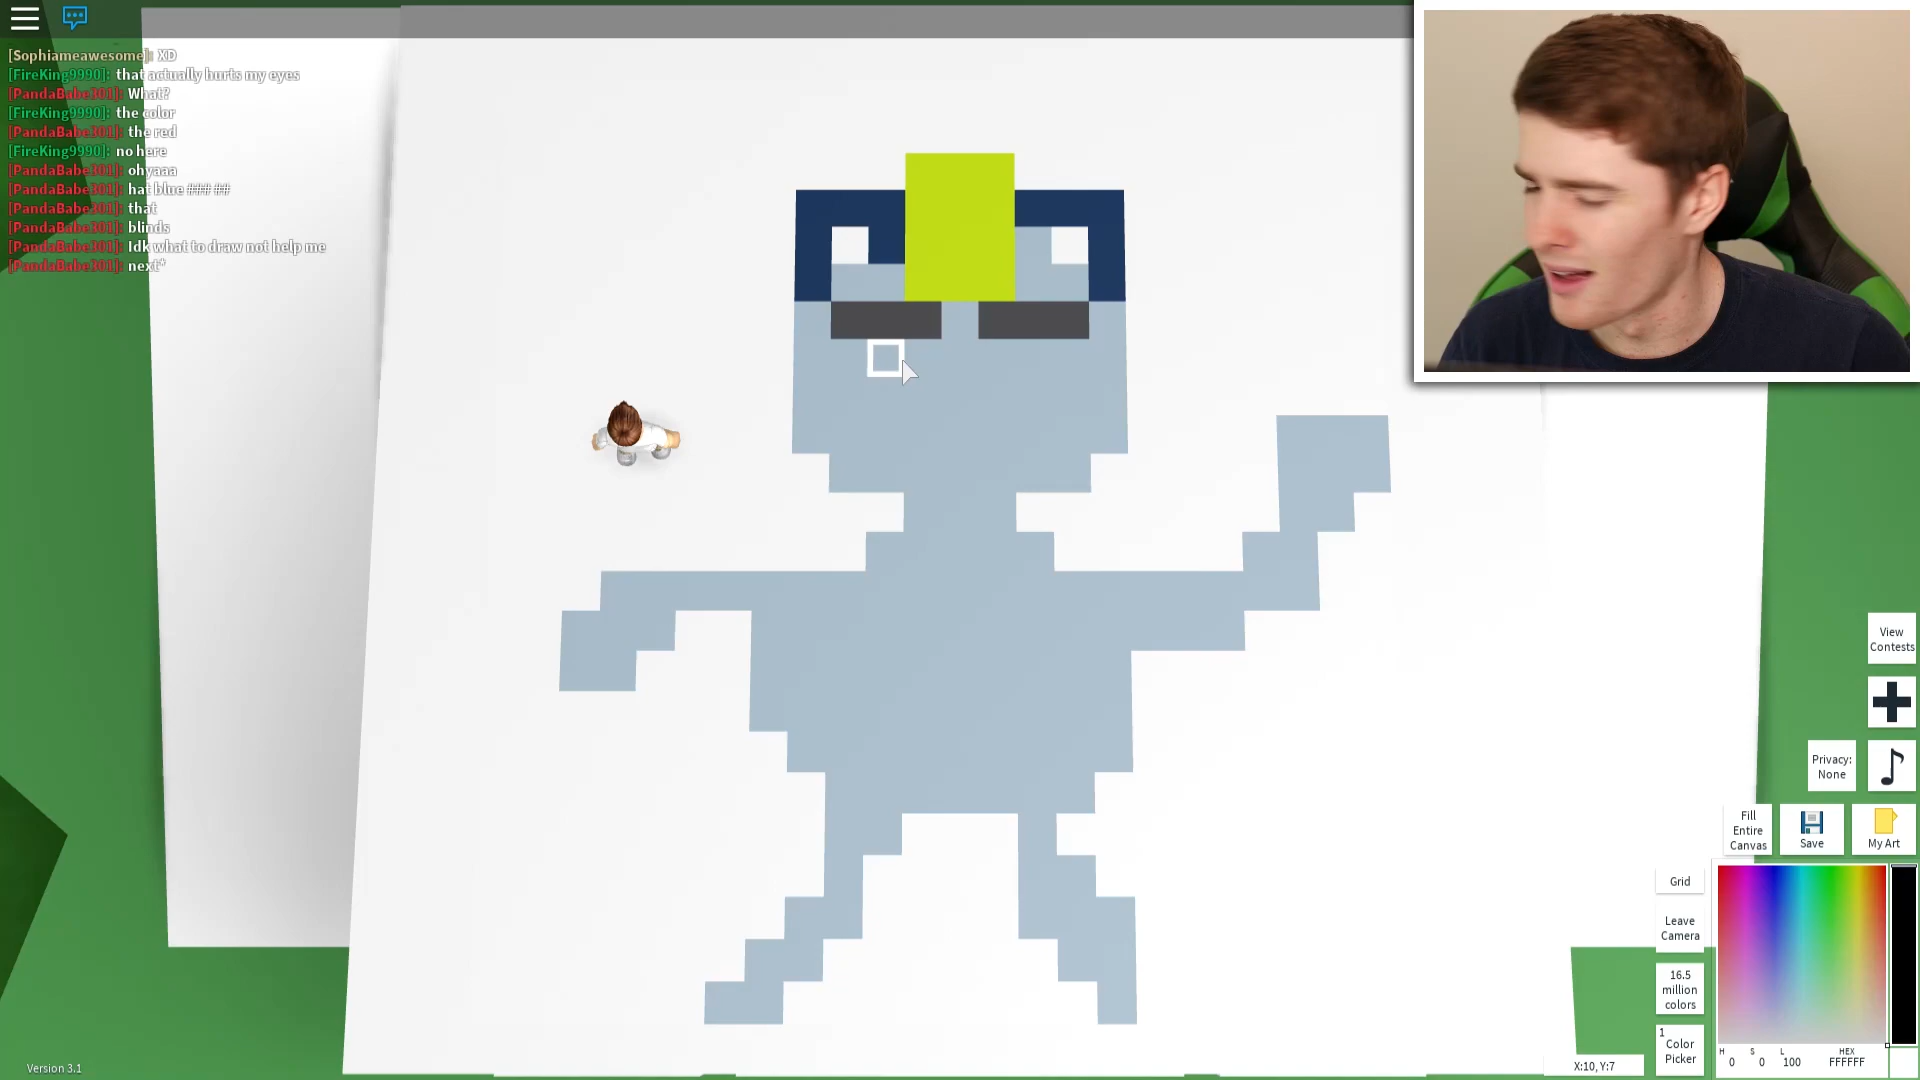 [Sophiameawesome]: XD
[FireKing9990]: that actually hurts my eyes
[PandaBabe301]: What?
[FireKing9990]: the color
[PandaBabe301]: the red
[FireKing9990]: no here
[PandaBabe301]: ohyaaa
[PandaBabe301]: hat blue ### ##
[PandaBabe301]: that
[PandaBabe301]: blinds
[PandaBabe301]: Idk what to draw not help me
[PandaBabe301]: next*
View
Contests
Privacy:
None
Fill
Entire
Canvas
Save
My Art
Grid
Leave
Camera
16.5
million
colors
1
Color
Picker
H S L HEX
0 0 100 FFFFFF
X:10, Y:7
Version 3.1